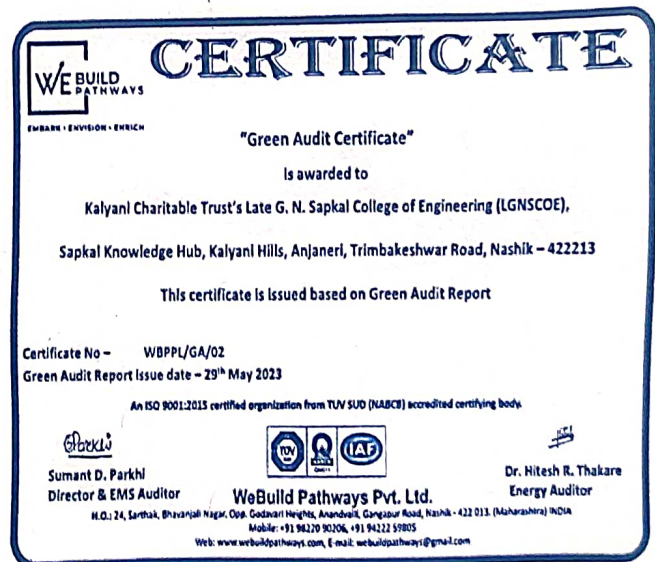 WE BUILD
PATHWAYS
EMBARK • ENVISION • ENRICH
CERTIFICATE
"Green Audit Certificate"
Is awarded to
Kalyani Charitable Trust's Late G. N. Sapkal College of Engineering (LGNSCOE),
Sapkal Knowledge Hub, Kalyani Hills, Anjaneri, Trimbakeshwar Road, Nashik – 422213
This certificate is issued based on Green Audit Report
Certificate No – WBPPL/GA/02
Green Audit Report Issue date – 29th May 2023
An ISO 9001:2015 certified organization from TUV SUD (NABCB) accredited certifying body.
SParkhi
TÜV
IAF
Sumant D. Parkhi
Director & EMS Auditor
Dr. Hitesh R. Thakare
Energy Auditor
WeBuild Pathways Pvt. Ltd.
H.O.: 24, Sarthak, Bhavanjali Nagar, Opp. Godavari Heights, Anandvalli, Gangapur Road, Nashik - 422 013. (Maharashtra) INDIA
Mobile: +91 98220 90206, +91 94222 59805
Web: www.webuildpathways.com, E-mail: webuildpathways@gmail.com